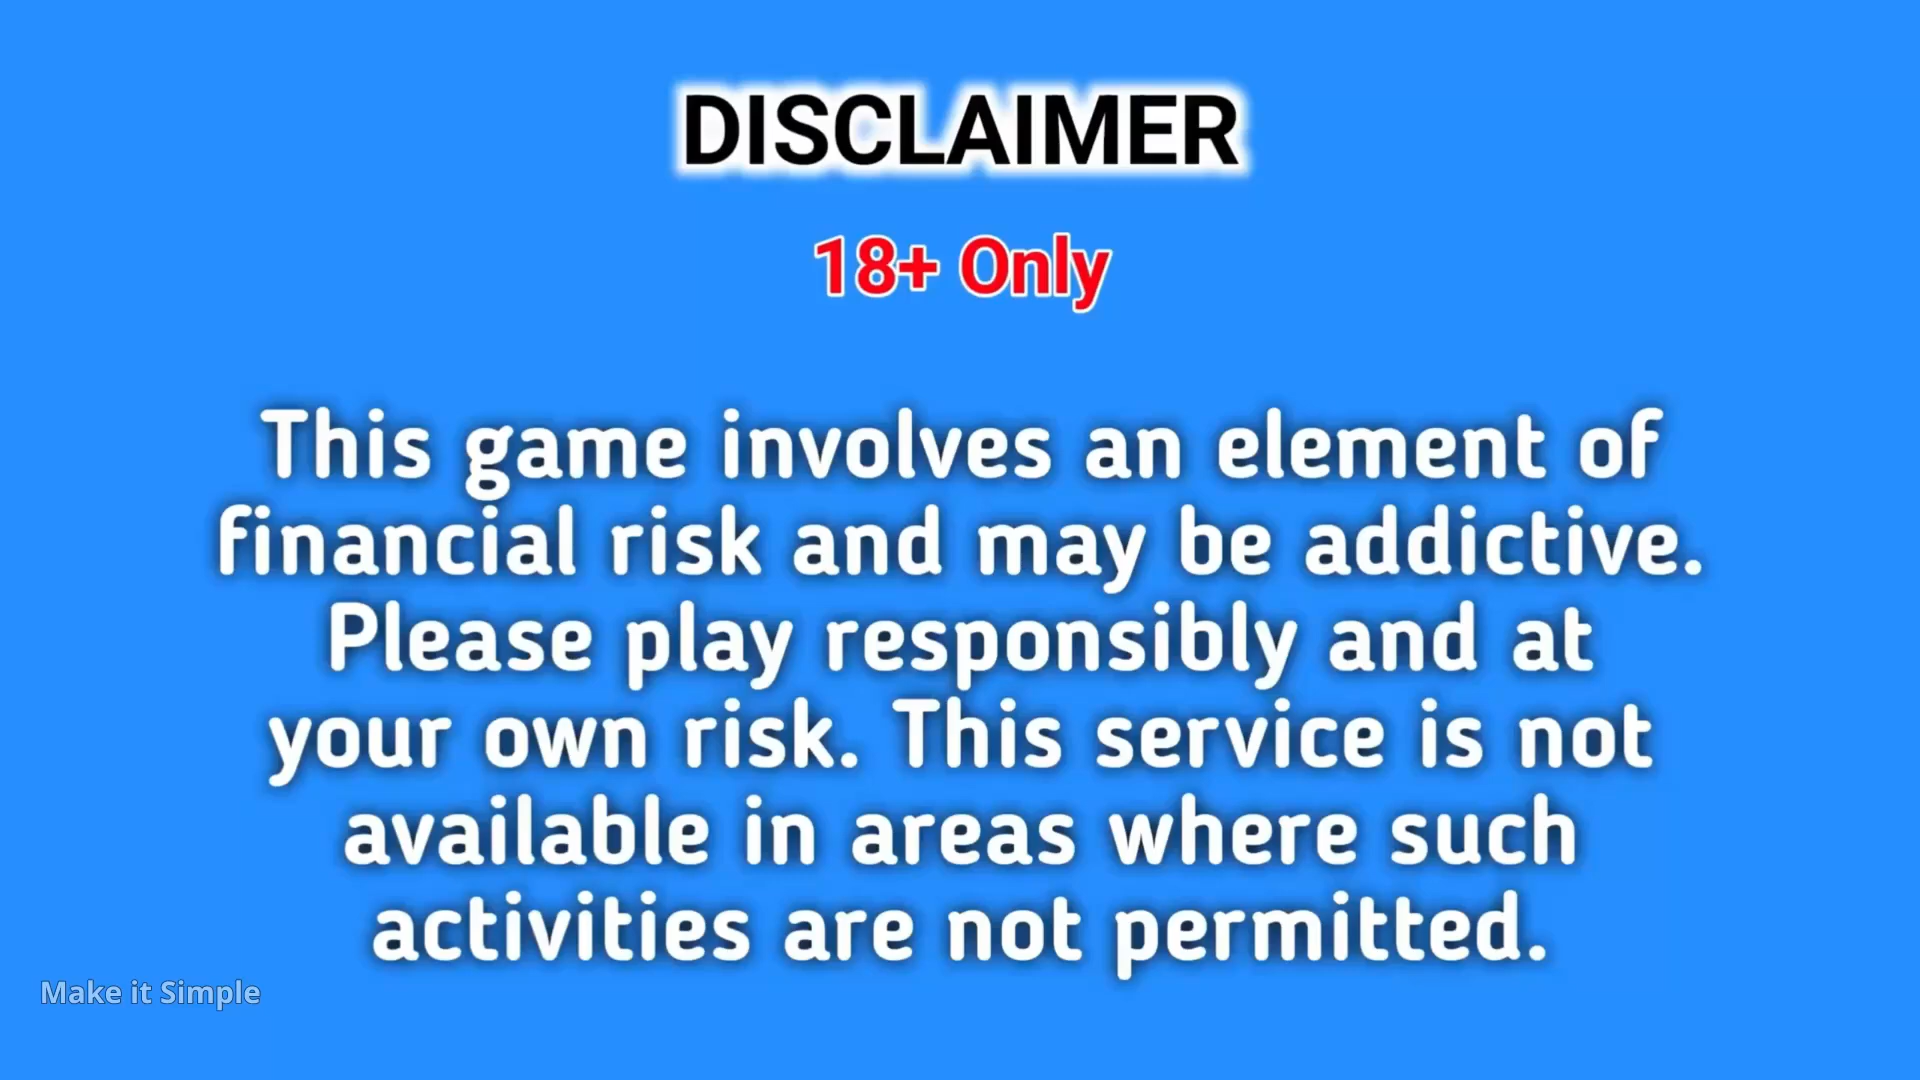 DISCLAIMER
18+ Only
This game involves an element of
financial risk and may be addictive.
Please play responsibly and at
your own risk. This service is not
available in areas where such
activities are not permitted.
Make it Simple